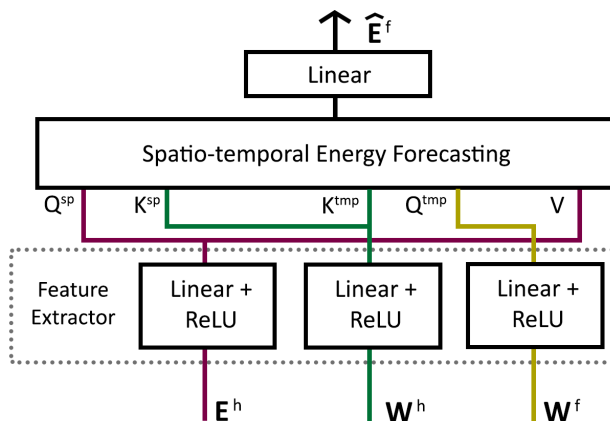 Ê^f
Linear
Spatio-temporal Energy Forecasting
Q^sp K^sp K^tmp Q^tmp V
Feature Extractor
Linear + ReLU
Linear + ReLU
Linear + ReLU
E^h W^h W^f